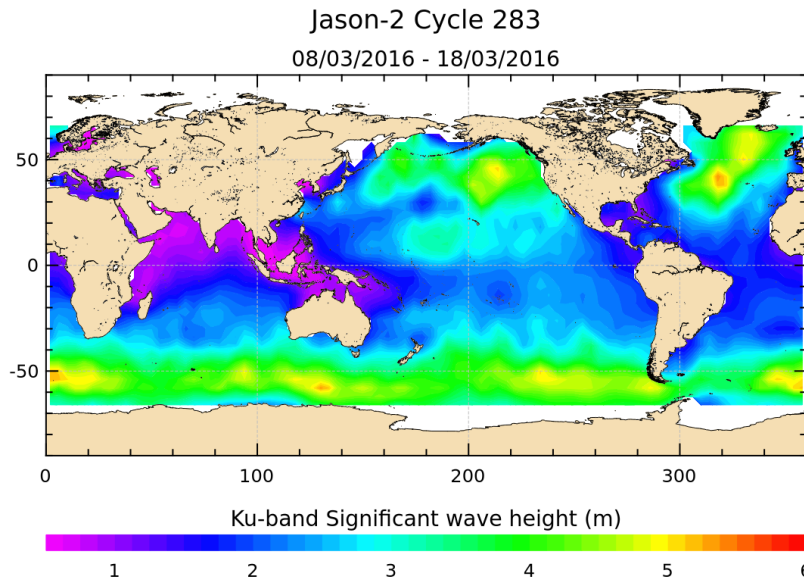 Jason-2 Cycle 283
08/03/2016 - 18/03/2016
50
0
-50
0 100 200 300
Ku-band Significant wave height (m)
1 2 3 4 5 6